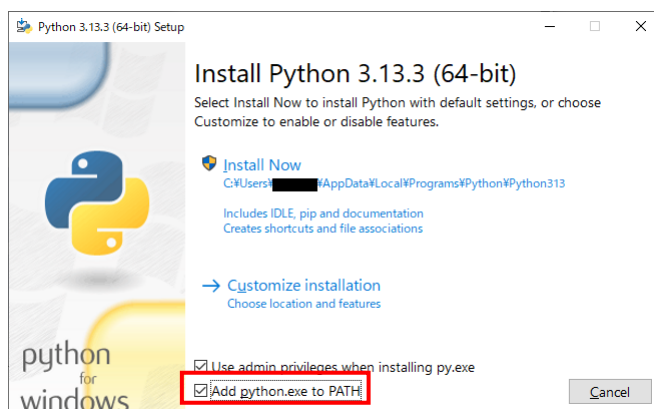 Python 3.13.3 (64-bit) Setup
Install Python 3.13.3 (64-bit)
Select Install Now to install Python with default settings, or choose
Customize to enable or disable features.
Install Now
C:¥Users¥ ¥AppData¥Local¥Programs¥Python¥Python313
Includes IDLE, pip and documentation
Creates shortcuts and file associations
→ Customize installation
Choose location and features
python
for
windows
Use admin privileges when installing py.exe
Add python.exe to PATH
Cancel